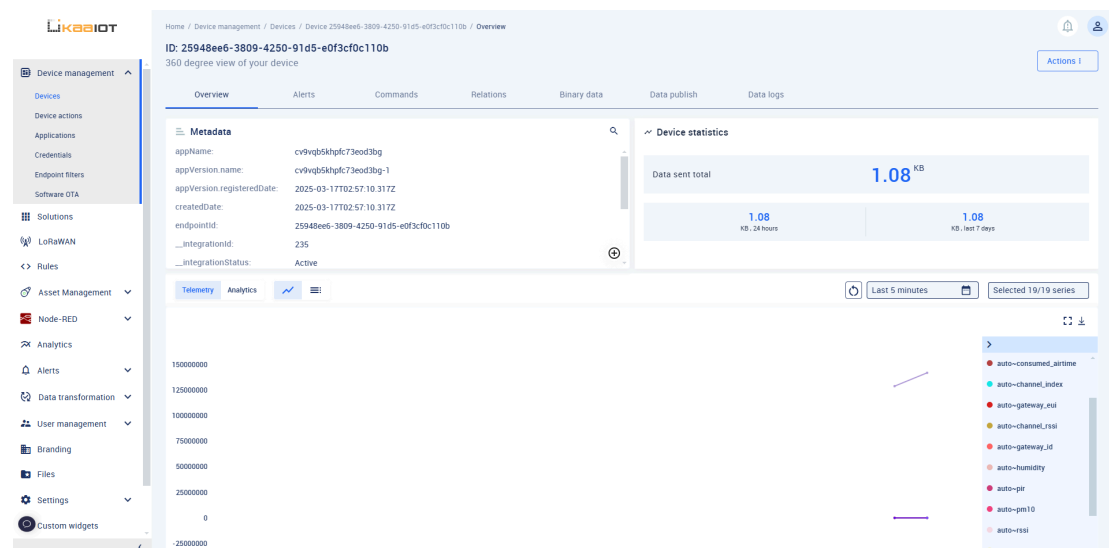 kaaIoT
Home / Device management / Devices / Device 25948ee6-3809-4250-91d5-e0f3cf0c110b / Overview
ID: 25948ee6-3809-4250-91d5-e0f3cf0c110b
360 degree view of your device
Actions
Device management
Devices
Device actions
Applications
Credentials
Endpoint filters
Software OTA
Solutions
LoRaWAN
Rules
Asset Management
Node-RED
Analytics
Alerts
Data transformation
User management
Branding
Files
Settings
Custom widgets
Overview Alerts Commands Relations Binary data Data publish Data logs
Metadata
appName: cv9vqb5khpfc73eod3bg
appVersion.name: cv9vqb5khpfc73eod3bg-1
appVersion.registeredDate: 2025-03-17T02:57:10.317Z
createdDate: 2025-03-17T02:57:10.317Z
endpointId: 25948ee6-3809-4250-91d5-e0f3cf0c110b
__integrationId: 235
__integrationStatus: Active
Device statistics
Data sent total 1.08 KB
1.08
KB, 24 hours
1.08
KB, last 7 days
Telemetry Analytics
Last 5 minutes
Selected 19/19 series
150000000
125000000
100000000
75000000
50000000
25000000
0
-25000000
auto~consumed_airtime
auto~channel_index
auto~gateway_eui
auto~channel_rssi
auto~gateway_id
auto~humidity
auto~pir
auto~pm10
auto~rssi